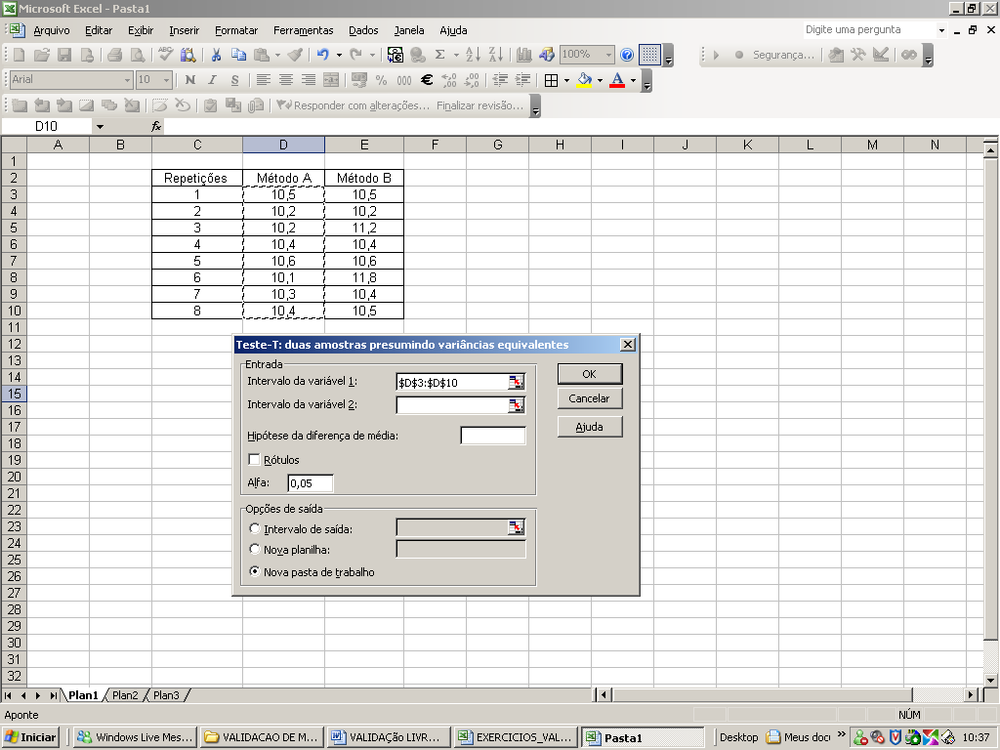 Microsoft Excel - Pasta1
Arquivo Editar Exibir Inserir Formatar Ferramentas Dados Janela Ajuda Digite uma pergunta
100% Segurança...
Arial 10 N I S % 000 €
Responder com alterações... Finalizar revisão...
D10 fx
A B C D E F G H I J K L M N
1
2 Repetições Método A Método B
3 1 10,5 10,5
4 2 10,2 10,2
5 3 10,2 11,2
6 4 10,4 10,4
7 5 10,6 10,6
8 6 10,1 11,8
9 7 10,3 10,4
10 8 10,4 10,5
11
12
13
14
15
16
17
18
19
20
21
22
23
24
25
26
27
28
29
30
31
32
Teste-T: duas amostras presumindo variâncias equivalentes
Entrada
Intervalo da variável 1: $D$3:$D$10
Intervalo da variável 2:
Hipótese da diferença de média:
Rótulos
Alfa: 0,05
OK
Cancelar
Ajuda
Opções de saída
Intervalo de saída:
Nova planilha:
Nova pasta de trabalho
Plan1 Plan2 Plan3
Aponte NÚM
Iniciar Windows Live Mes... VALIDACAO DE M... VALIDAÇão LIVR... EXERCICIOS_VAL... Pasta1 Desktop Meus doc 10:37